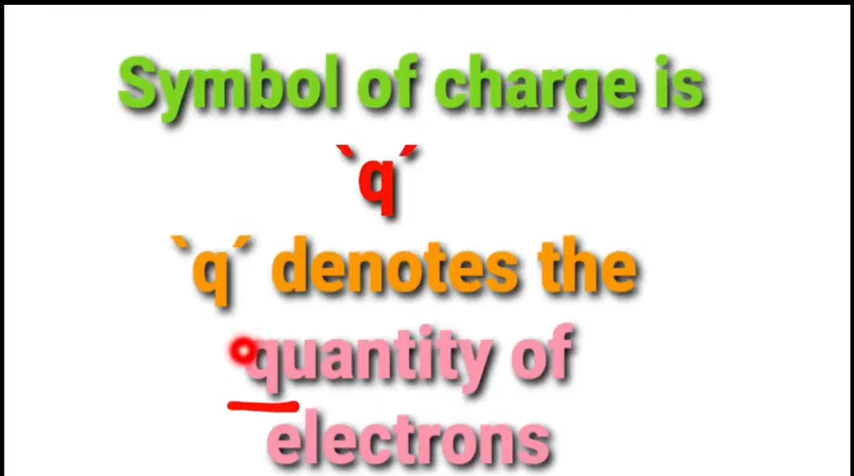 Symbol of charge is
`q´
`q´ denotes the
quantity of
electrons